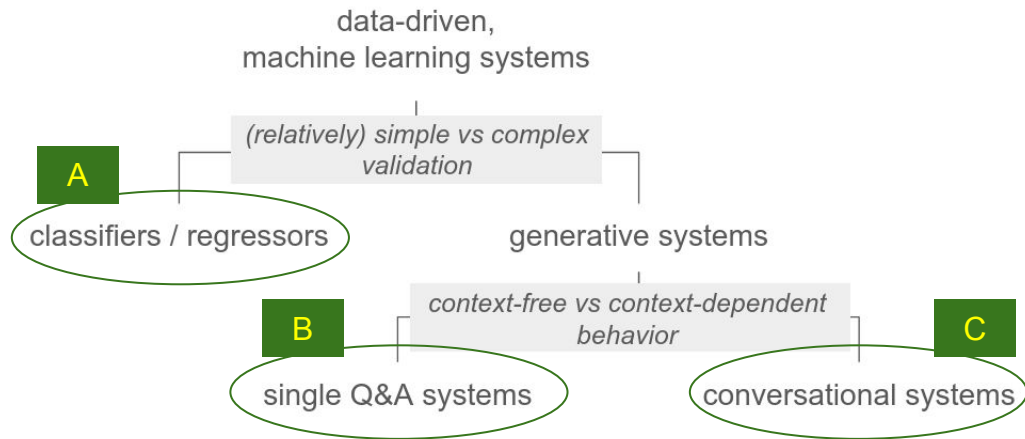 data-driven,
machine learning systems
(relatively) simple vs complex
validation
A
classifiers / regressors
generative systems
context-free vs context-dependent
behavior
B
C
single Q&A systems
conversational systems